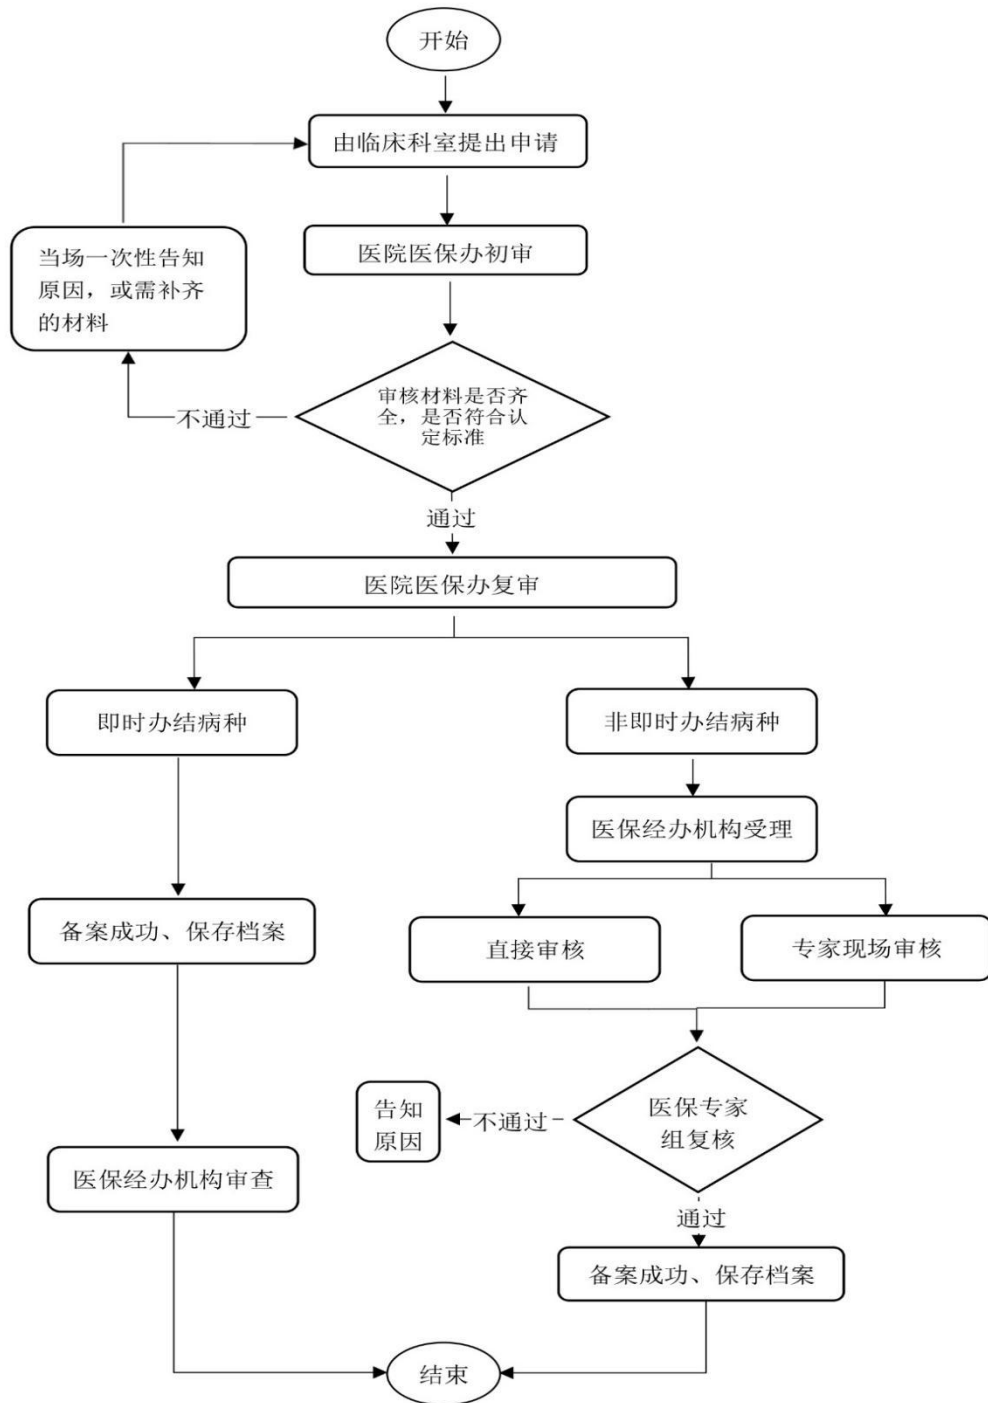 开始
由临床科室提出申请
医院医保办初审
当场一次性告知
原因，或需补齐
的材料
审核材料是否齐
全，是否符合认
定标准
不通过
通过
医院医保办复审
即时办结病种
非即时办结病种
医保经办机构受理
备案成功、保存档案
直接审核
专家现场审核
告知
原因
不通过
医保专家
组复核
医保经办机构审查
通过
备案成功、保存档案
结束